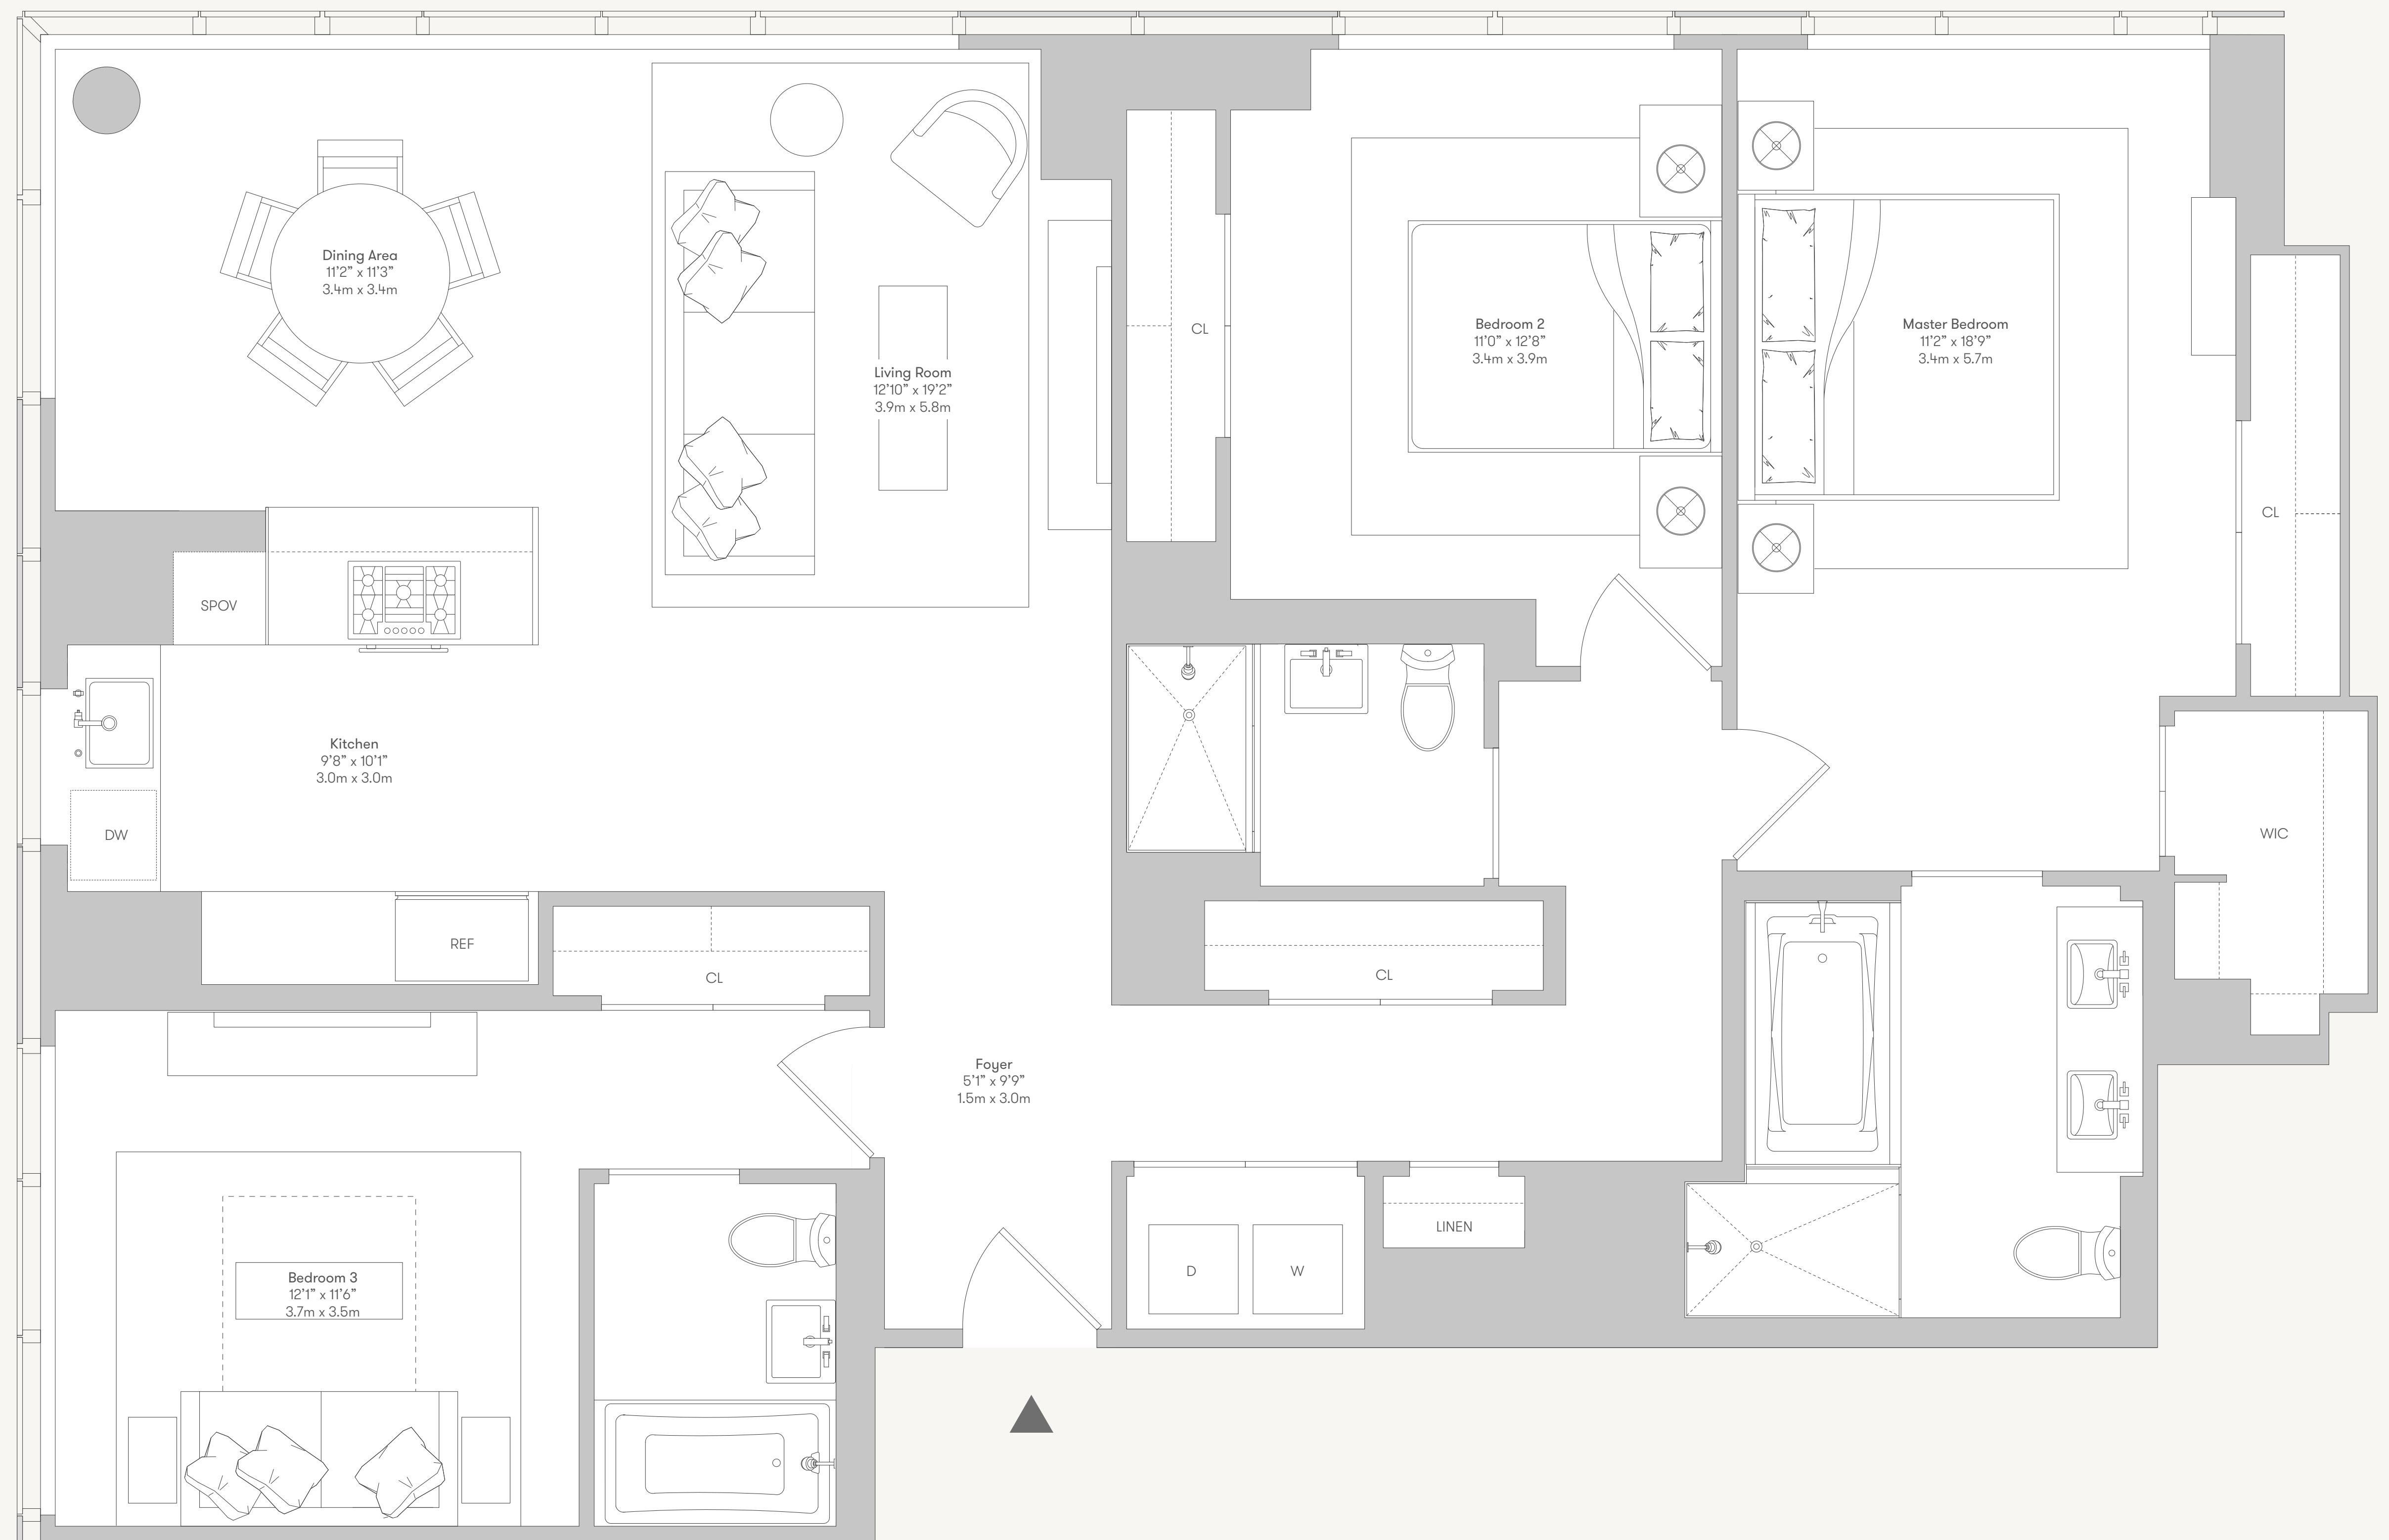 Dining Area
11’2” x 11’3”
3.4m x 3.4m
Living Room
12’10” x 19’2”
3.9m x 5.8m
CL
Bedroom 2
11’0” x 12’8”
3.4m x 3.9m
Master Bedroom
11’2” x 18’9”
3.4m x 5.7m
CL
SPOV
Kitchen
9’8” x 10’1”
3.0m x 3.0m
DW
WIC
REF
CL
CL
Foyer
5’1” x 9’9”
1.5m x 3.0m
Bedroom 3
12’1” x 11’6”
3.7m x 3.5m
D
W
LINEN